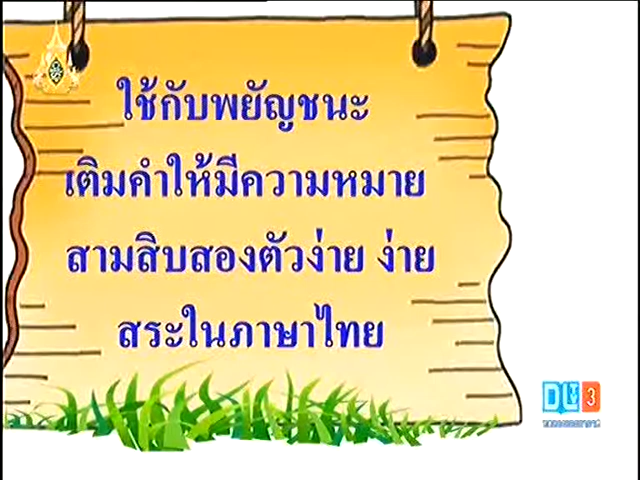 ใช้กับพยัญชนะ
เติมคำให้มีความหมาย
สามสิบสองตัวง่าย ง่าย
สระในภาษาไทย
3